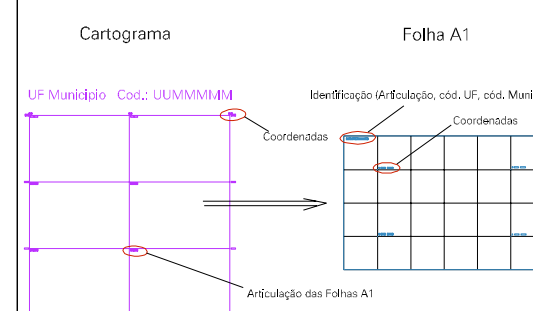 Cartograma
Folha A1
UF Municipio Cod.: UUMMMMM
Identificação (Articulação, cód. UF, cód. Muni
Coordenadas
Coordenadas
Articulação das Folhas A1